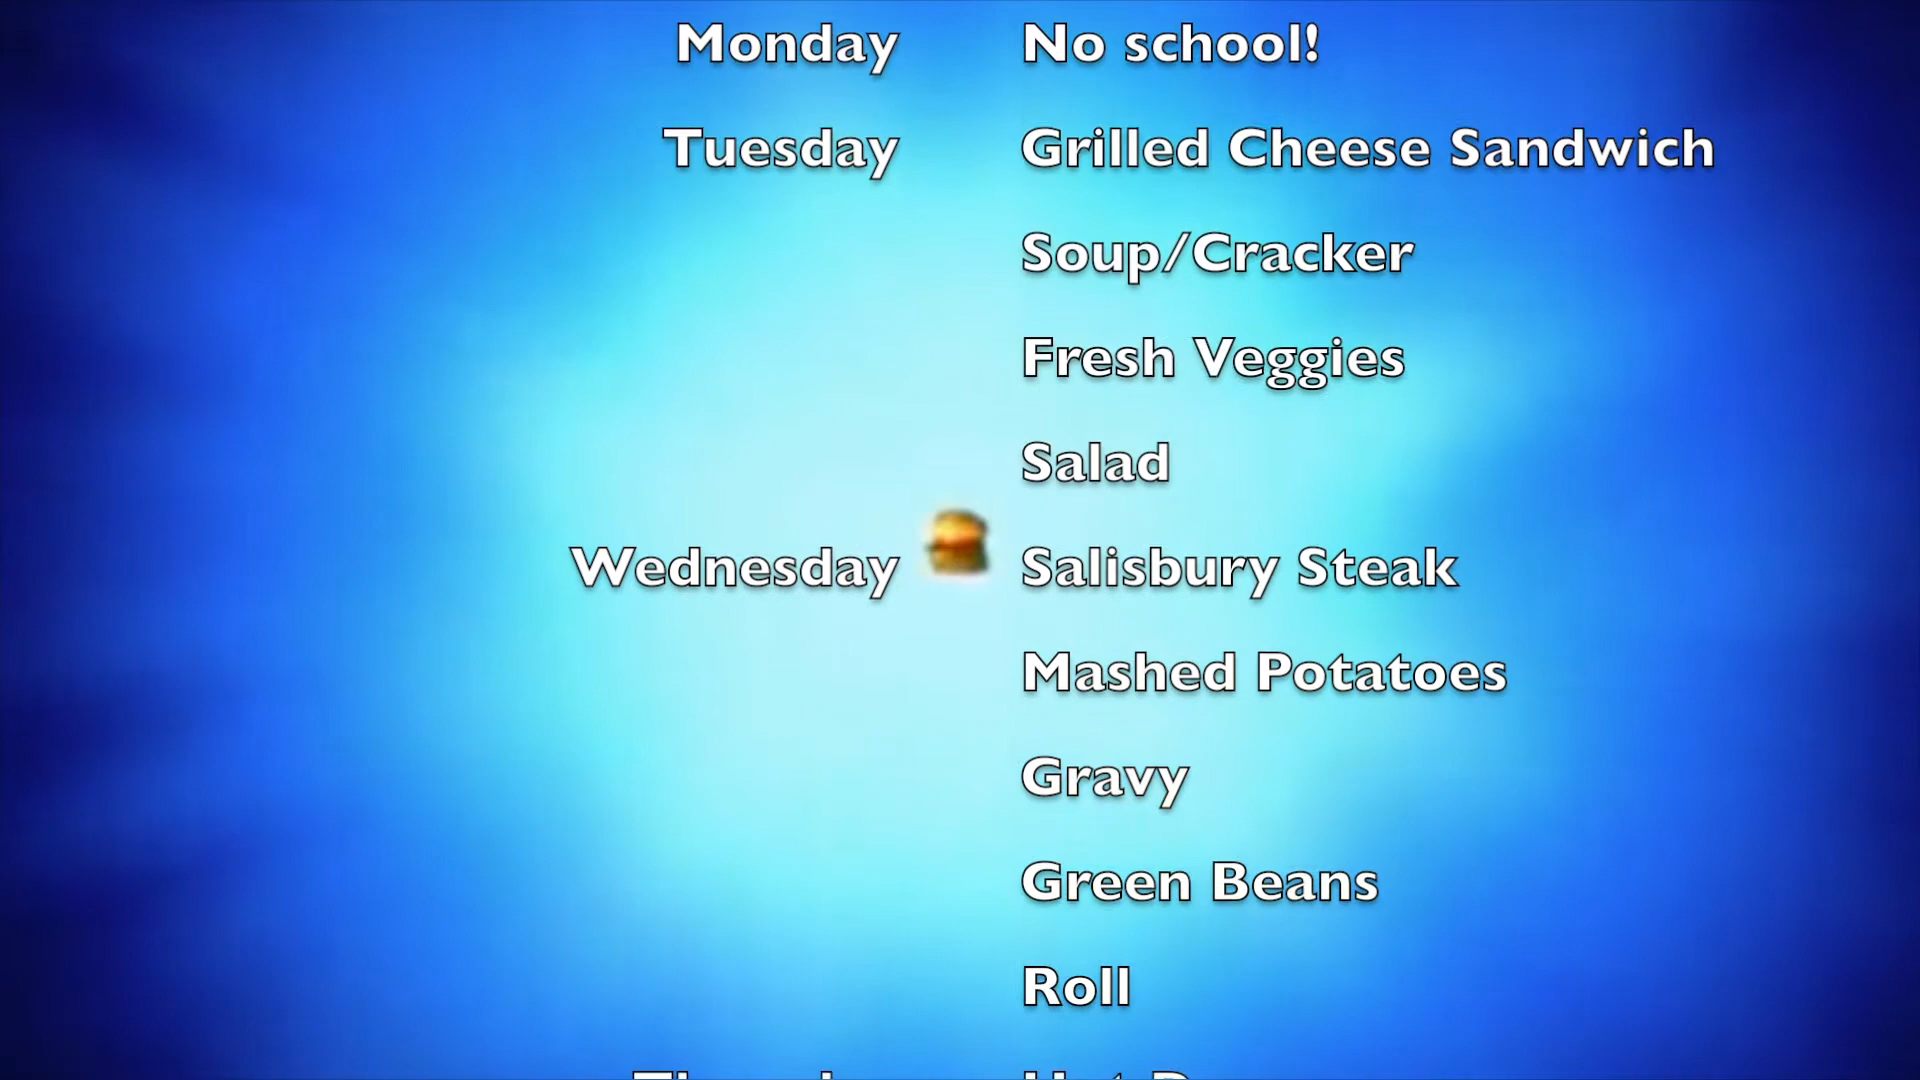 Monday No school!
Tuesday Grilled Cheese Sandwich
Soup/Cracker
Fresh Veggies
Salad
Wednesday Salisbury Steak
Mashed Potatoes
Gravy
Green Beans
Roll